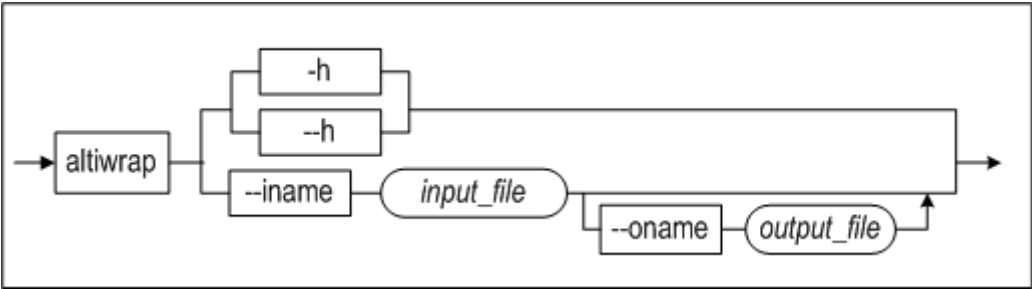 -h
--h
altiwrap
--iname input_file
--oname output_file